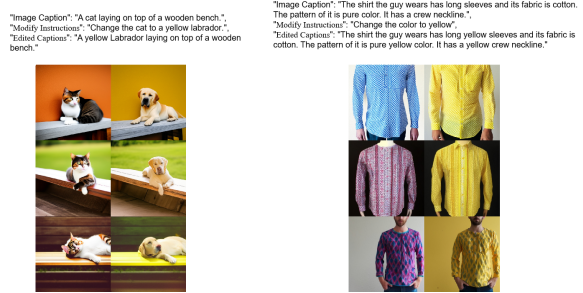 "Image Caption": "A cat laying on top of a wooden bench.",
"Modify Instructions": "Change the cat to a yellow labrador.",
"Edited Captions": "A yellow Labrador laying on top of a wooden
bench."
"Image Caption": "The shirt the guy wears has long sleeves and its fabric is cotton.
The pattern of it is pure color. It has a crew neckline.",
"Modify Instructions": "Change the color to yellow",
"Edited Captions": "The shirt the guy wears has long yellow sleeves and its fabric is
cotton. The pattern of it is pure yellow color. It has a yellow crew neckline."